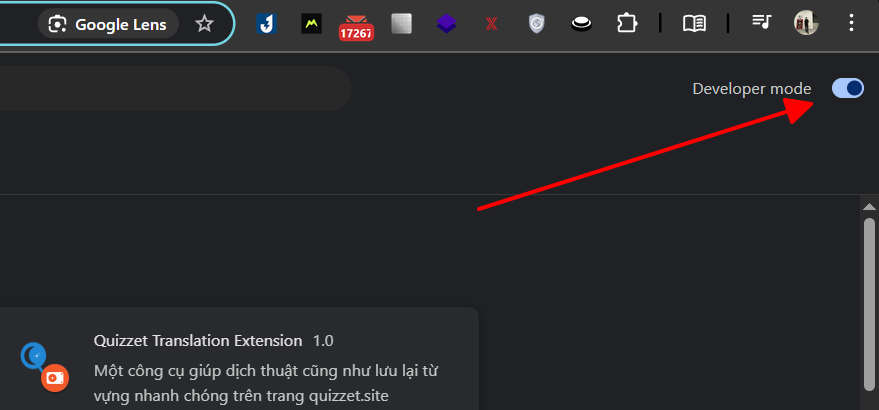 Google Lens
17267
Developer mode
Quizzet Translation Extension 1.0
Một công cụ giúp dịch thuật cũng như lưu lại từ
vựng nhanh chóng trên trang quizzet.site